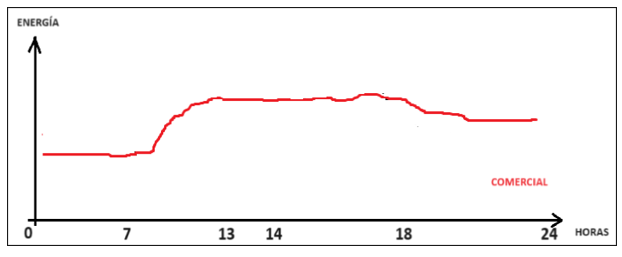 ENERGÍA
COMERCIAL
0 7 13 14 18 24 HORAS